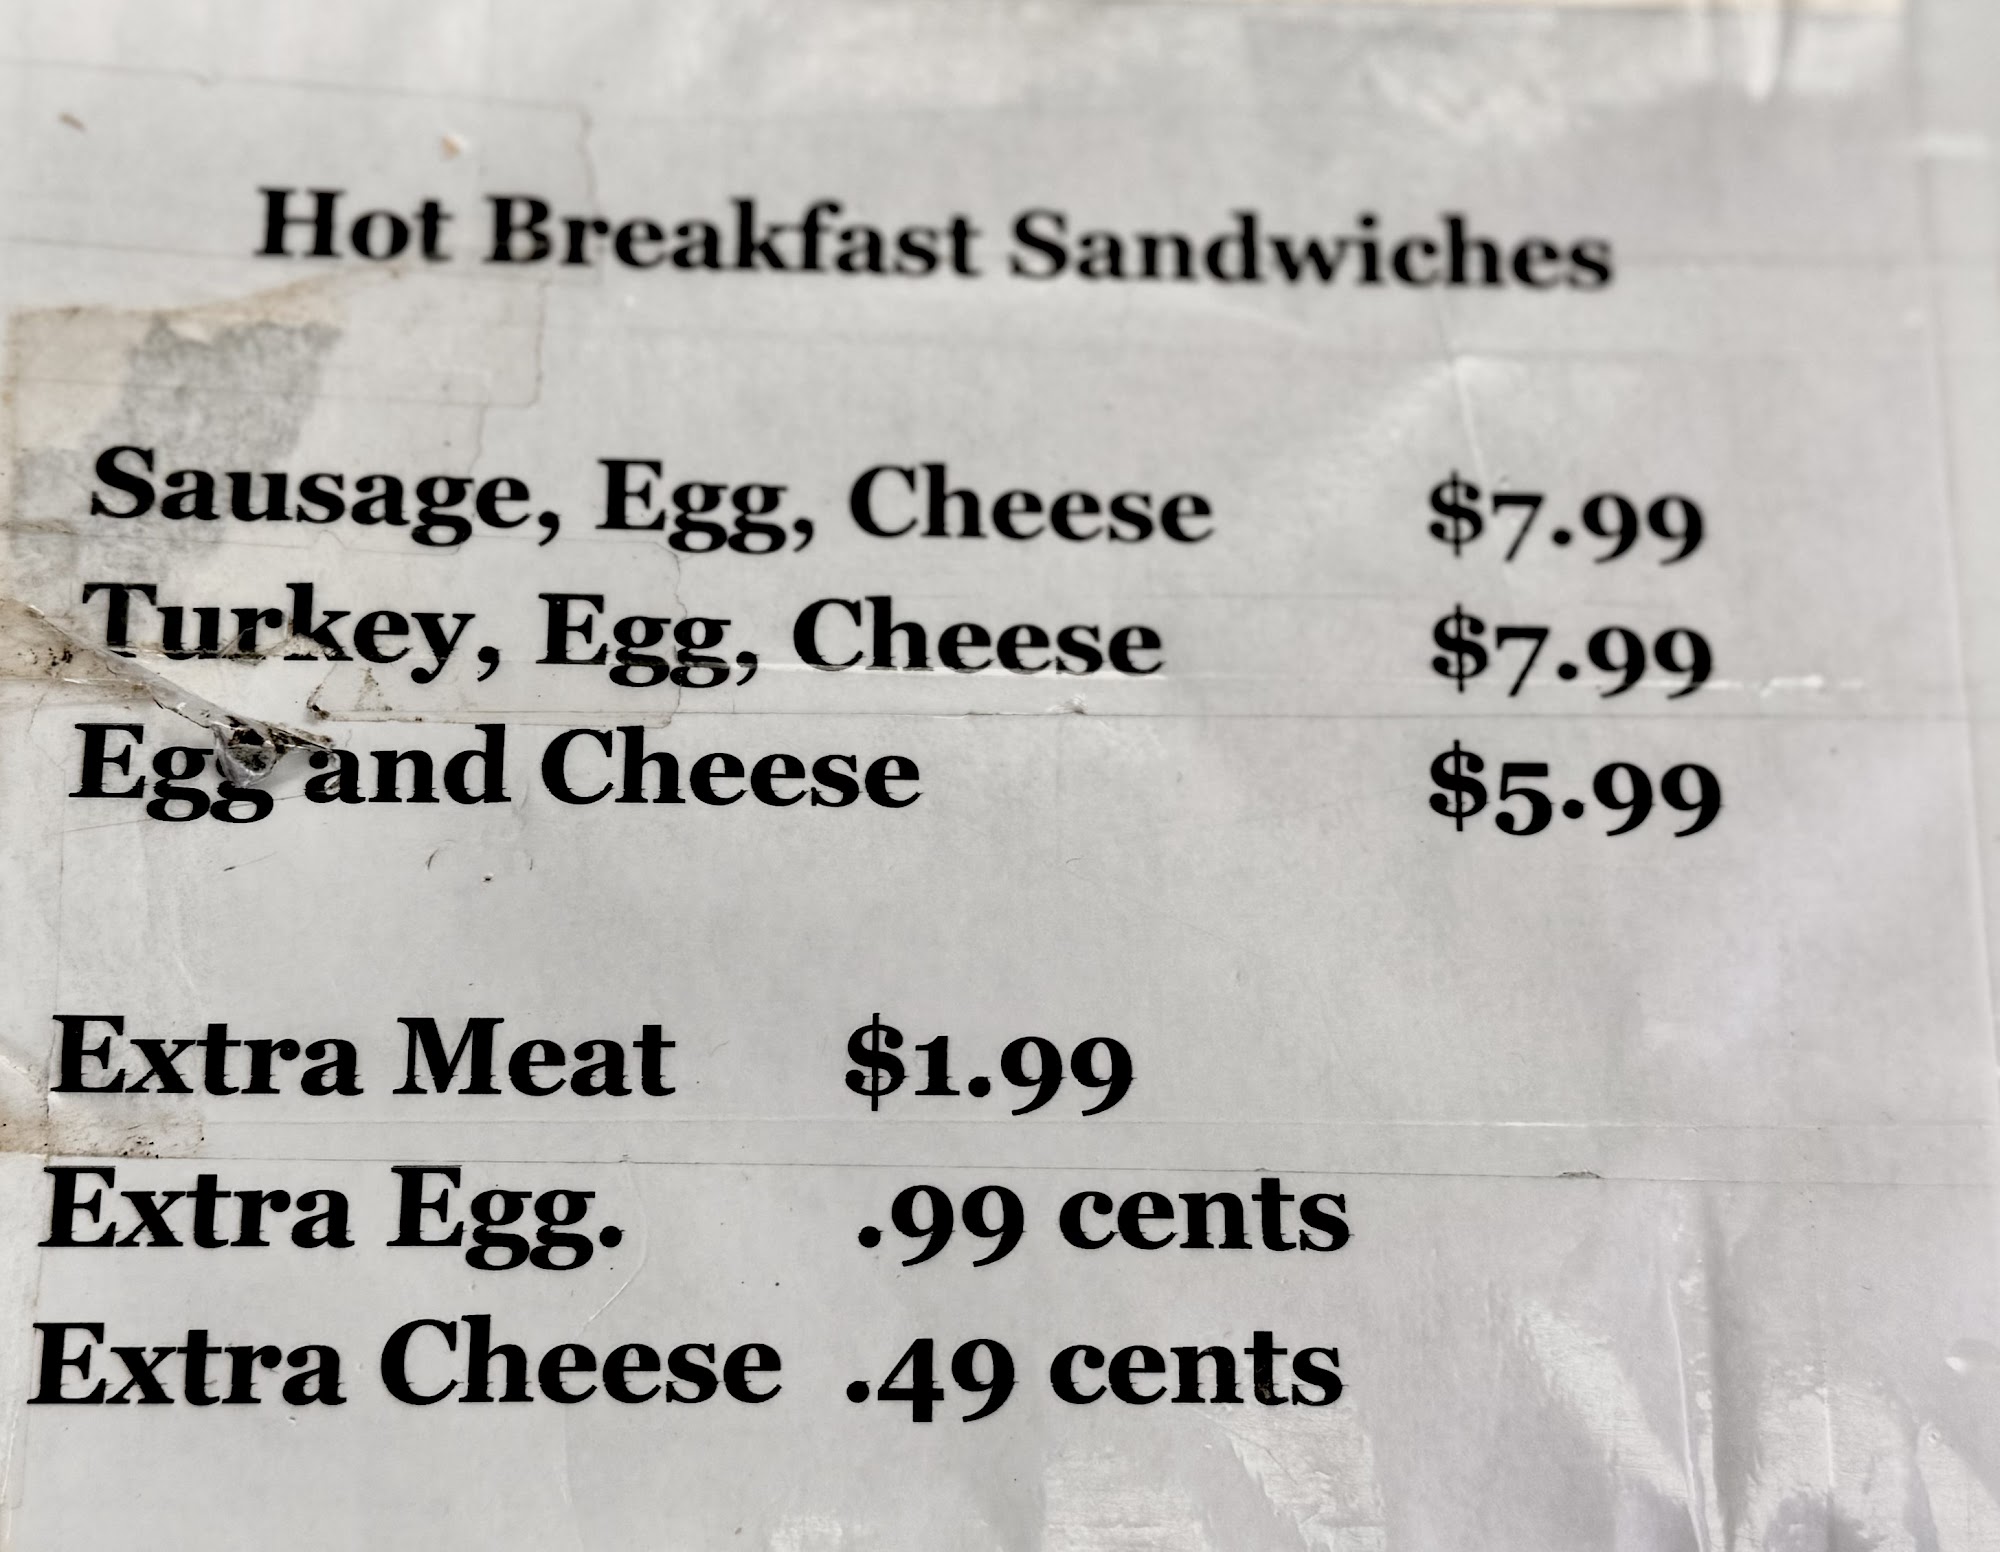 Hot Breakfast Sandwiches
Sausage, Egg, Cheese $7.99
Turkey, Egg, Cheese $7.99
Egg and Cheese $5.99
Extra Meat $1.99
Extra Egg. .99 cents
Extra Cheese .49 cents